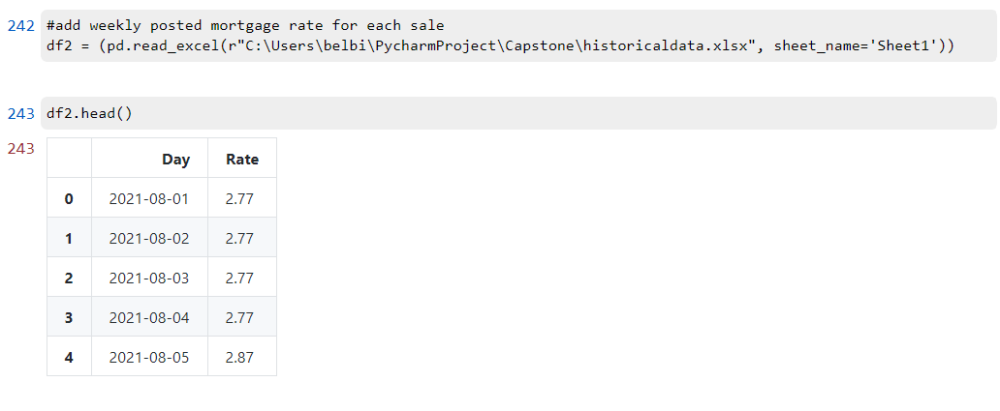 242 #add weekly posted mortgage rate for each sale
df2 = (pd.read_excel(r"C:\Users\belbi\PycharmProject\Capstone\historicaldata.xlsx", sheet_name='Sheet1'))
243 df2.head()
243
Day Rate
0 2021-08-01 2.77
1 2021-08-02 2.77
2 2021-08-03 2.77
3 2021-08-04 2.77
4 2021-08-05 2.87